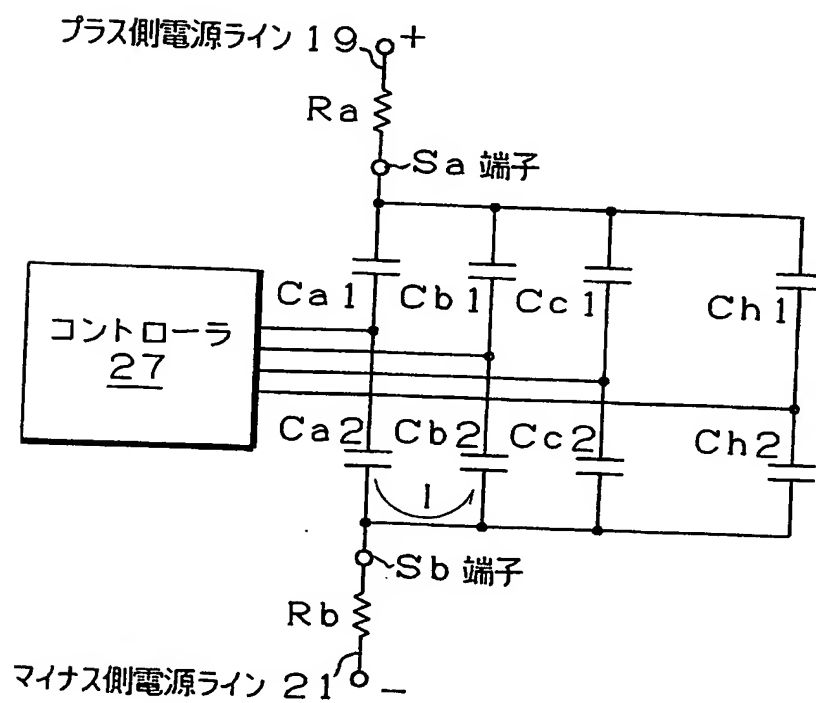 プラス側電源ライン 19 +
Ra
Sa 端子
Ca1 Cb1 Cc1 Ch1
コントローラ
27
Ca2 Cb2 Cc2 Ch2
I
Sb 端子
Rb
マイナス側電源ライン 21 -